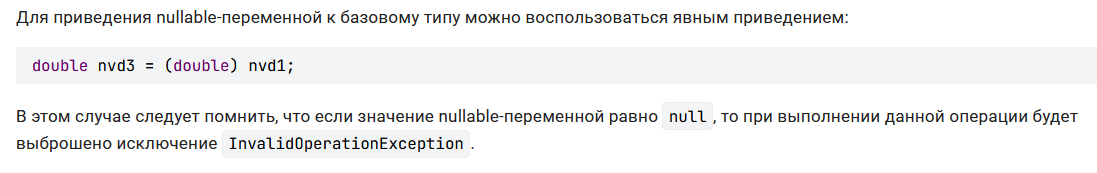 Для приведения nullable-переменной к базовому типу можно воспользоваться явным приведением:
double nvd3 = (double) nvd1;
В этом случае следует помнить, что если значение nullable-переменной равно null, то при выполнении данной операции будет
выброшено исключение InvalidOperationException.